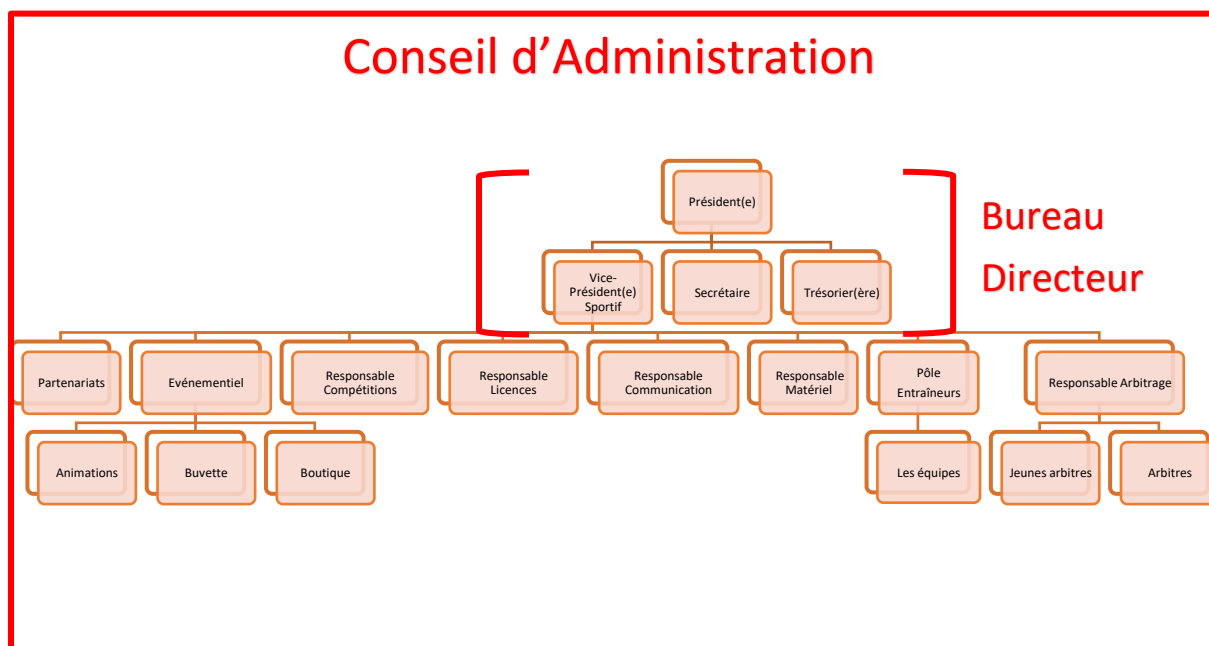 Conseil d’Administration
Président(e)
Bureau
Directeur
Vice-
Président(e)
Sportif
Secrétaire
Trésorier(ère)
Partenariats
Evénementiel
Responsable
Compétitions
Responsable
Licences
Responsable
Communication
Responsable
Matériel
Pôle
Entraîneurs
Responsable Arbitrage
Animations
Buvette
Boutique
Les équipes
Jeunes arbitres
Arbitres